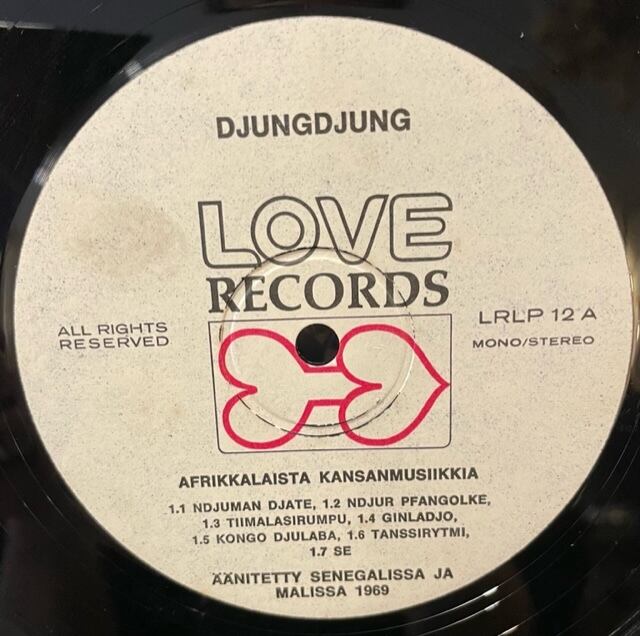 DJUNGDJUNG
LOVE
RECORDS
ALL RIGHTS
RESERVED
LRLP 12 A
MONO/STEREO
AFRIKKALAISTA KANSANMUSIIKKIA
1.1 NDJUMAN DJATE, 1.2 NDJUR PFANGOLKE,
1.3 TIIMALASIRUMPU, 1.4 GINLADJO,
1.5 KONGO DJULABA, 1.6 TANSSIRYTMI,
1.7 SE
ÄÄNITETTY SENEGALISSA JA
MALISSA 1969